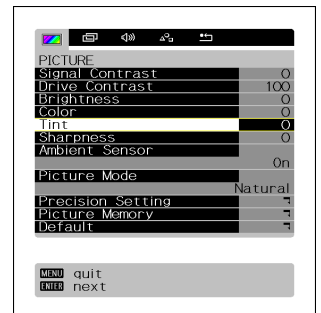 PICTURE
Signal Contrast 0
Drive Contrast 100
Brightness 0
Color 0
Tint 0
Sharpness 0
Ambient Sensor
On
Picture Mode
Natural
Precision Setting
Picture Memory
Default
MENU quit
ENTER next